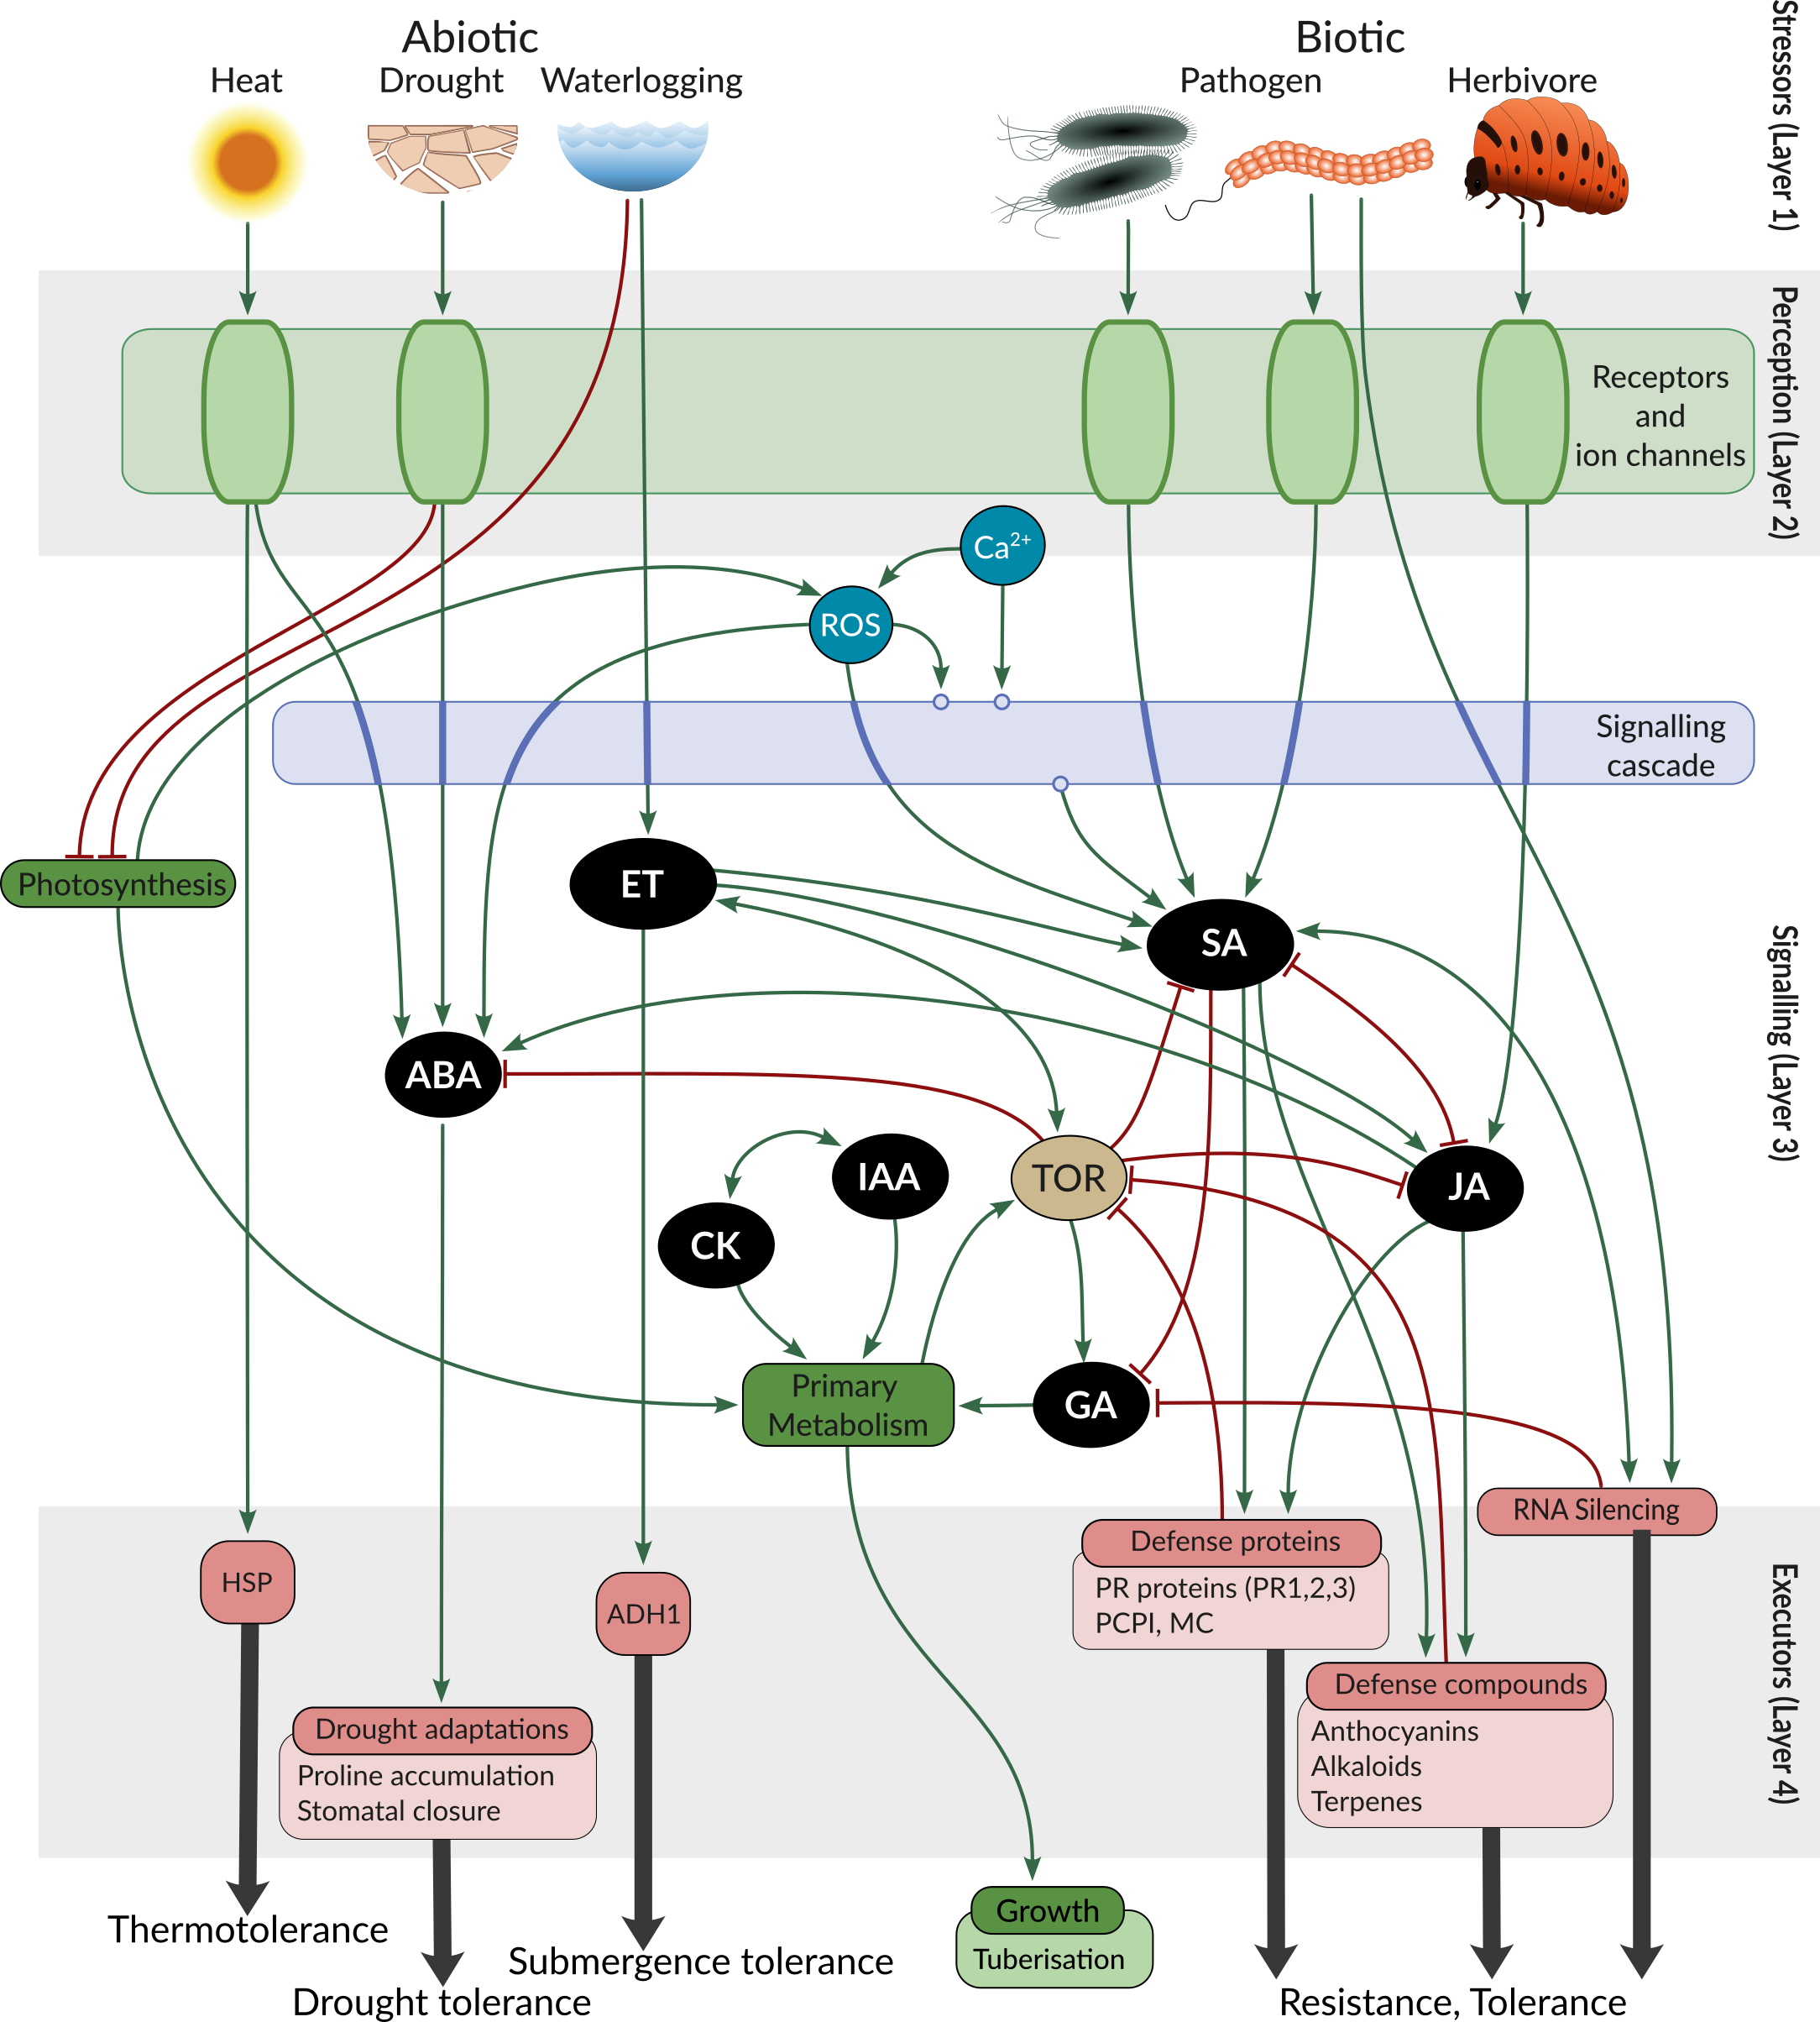 Abiotic
Biotic
Heat
Drought
Waterlogging
Pathogen
Herbivore
Stressors (Layer 1)
Perception (Layer 2)
Receptors
and
ion channels
Ca2+
ROS
Signalling
cascade
Photosynthesis
ET
SA
Signalling (Layer 3)
ABA
IAA
TOR
JA
CK
Primary
Metabolism
GA
RNA Silencing
Defense proteins
PR proteins (PR1,2,3)
PCPI, MC
HSP
ADH1
Executors (Layer 4)
Defense compounds
Anthocyanins
Alkaloids
Terpenes
Drought adaptations
Proline accumulation
Stomatal closure
Growth
Tuberisation
Thermotolerance
Submergence tolerance
Drought tolerance
Resistance, Tolerance